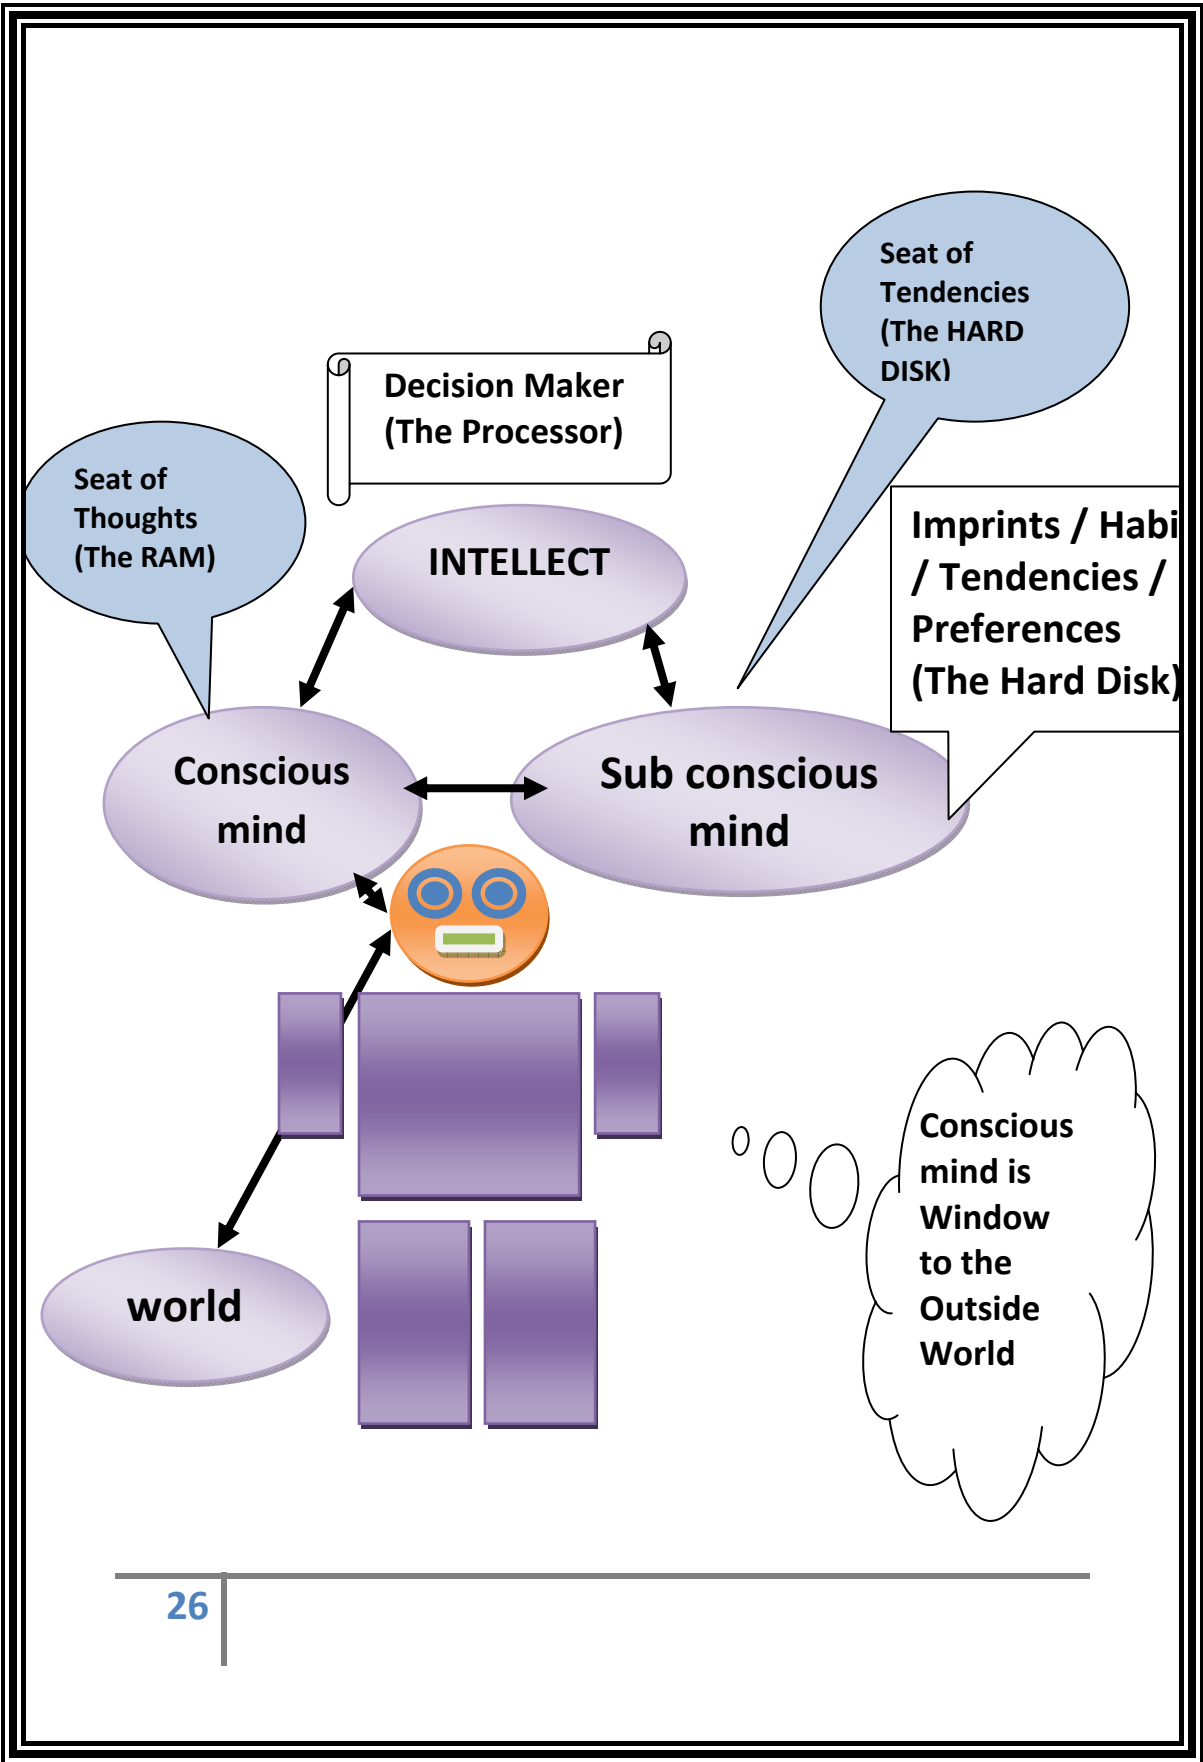 Seat of
Tendencies
(The HARD
DISK)
Decision Maker
(The Processor)
Seat of
Thoughts
(The RAM)
Imprints / Habi
/ Tendencies /
Preferences
(The Hard Disk)
INTELLECT
Conscious
mind
Sub conscious
mind
Conscious
mind is
Window
to the
Outside
World
world
26